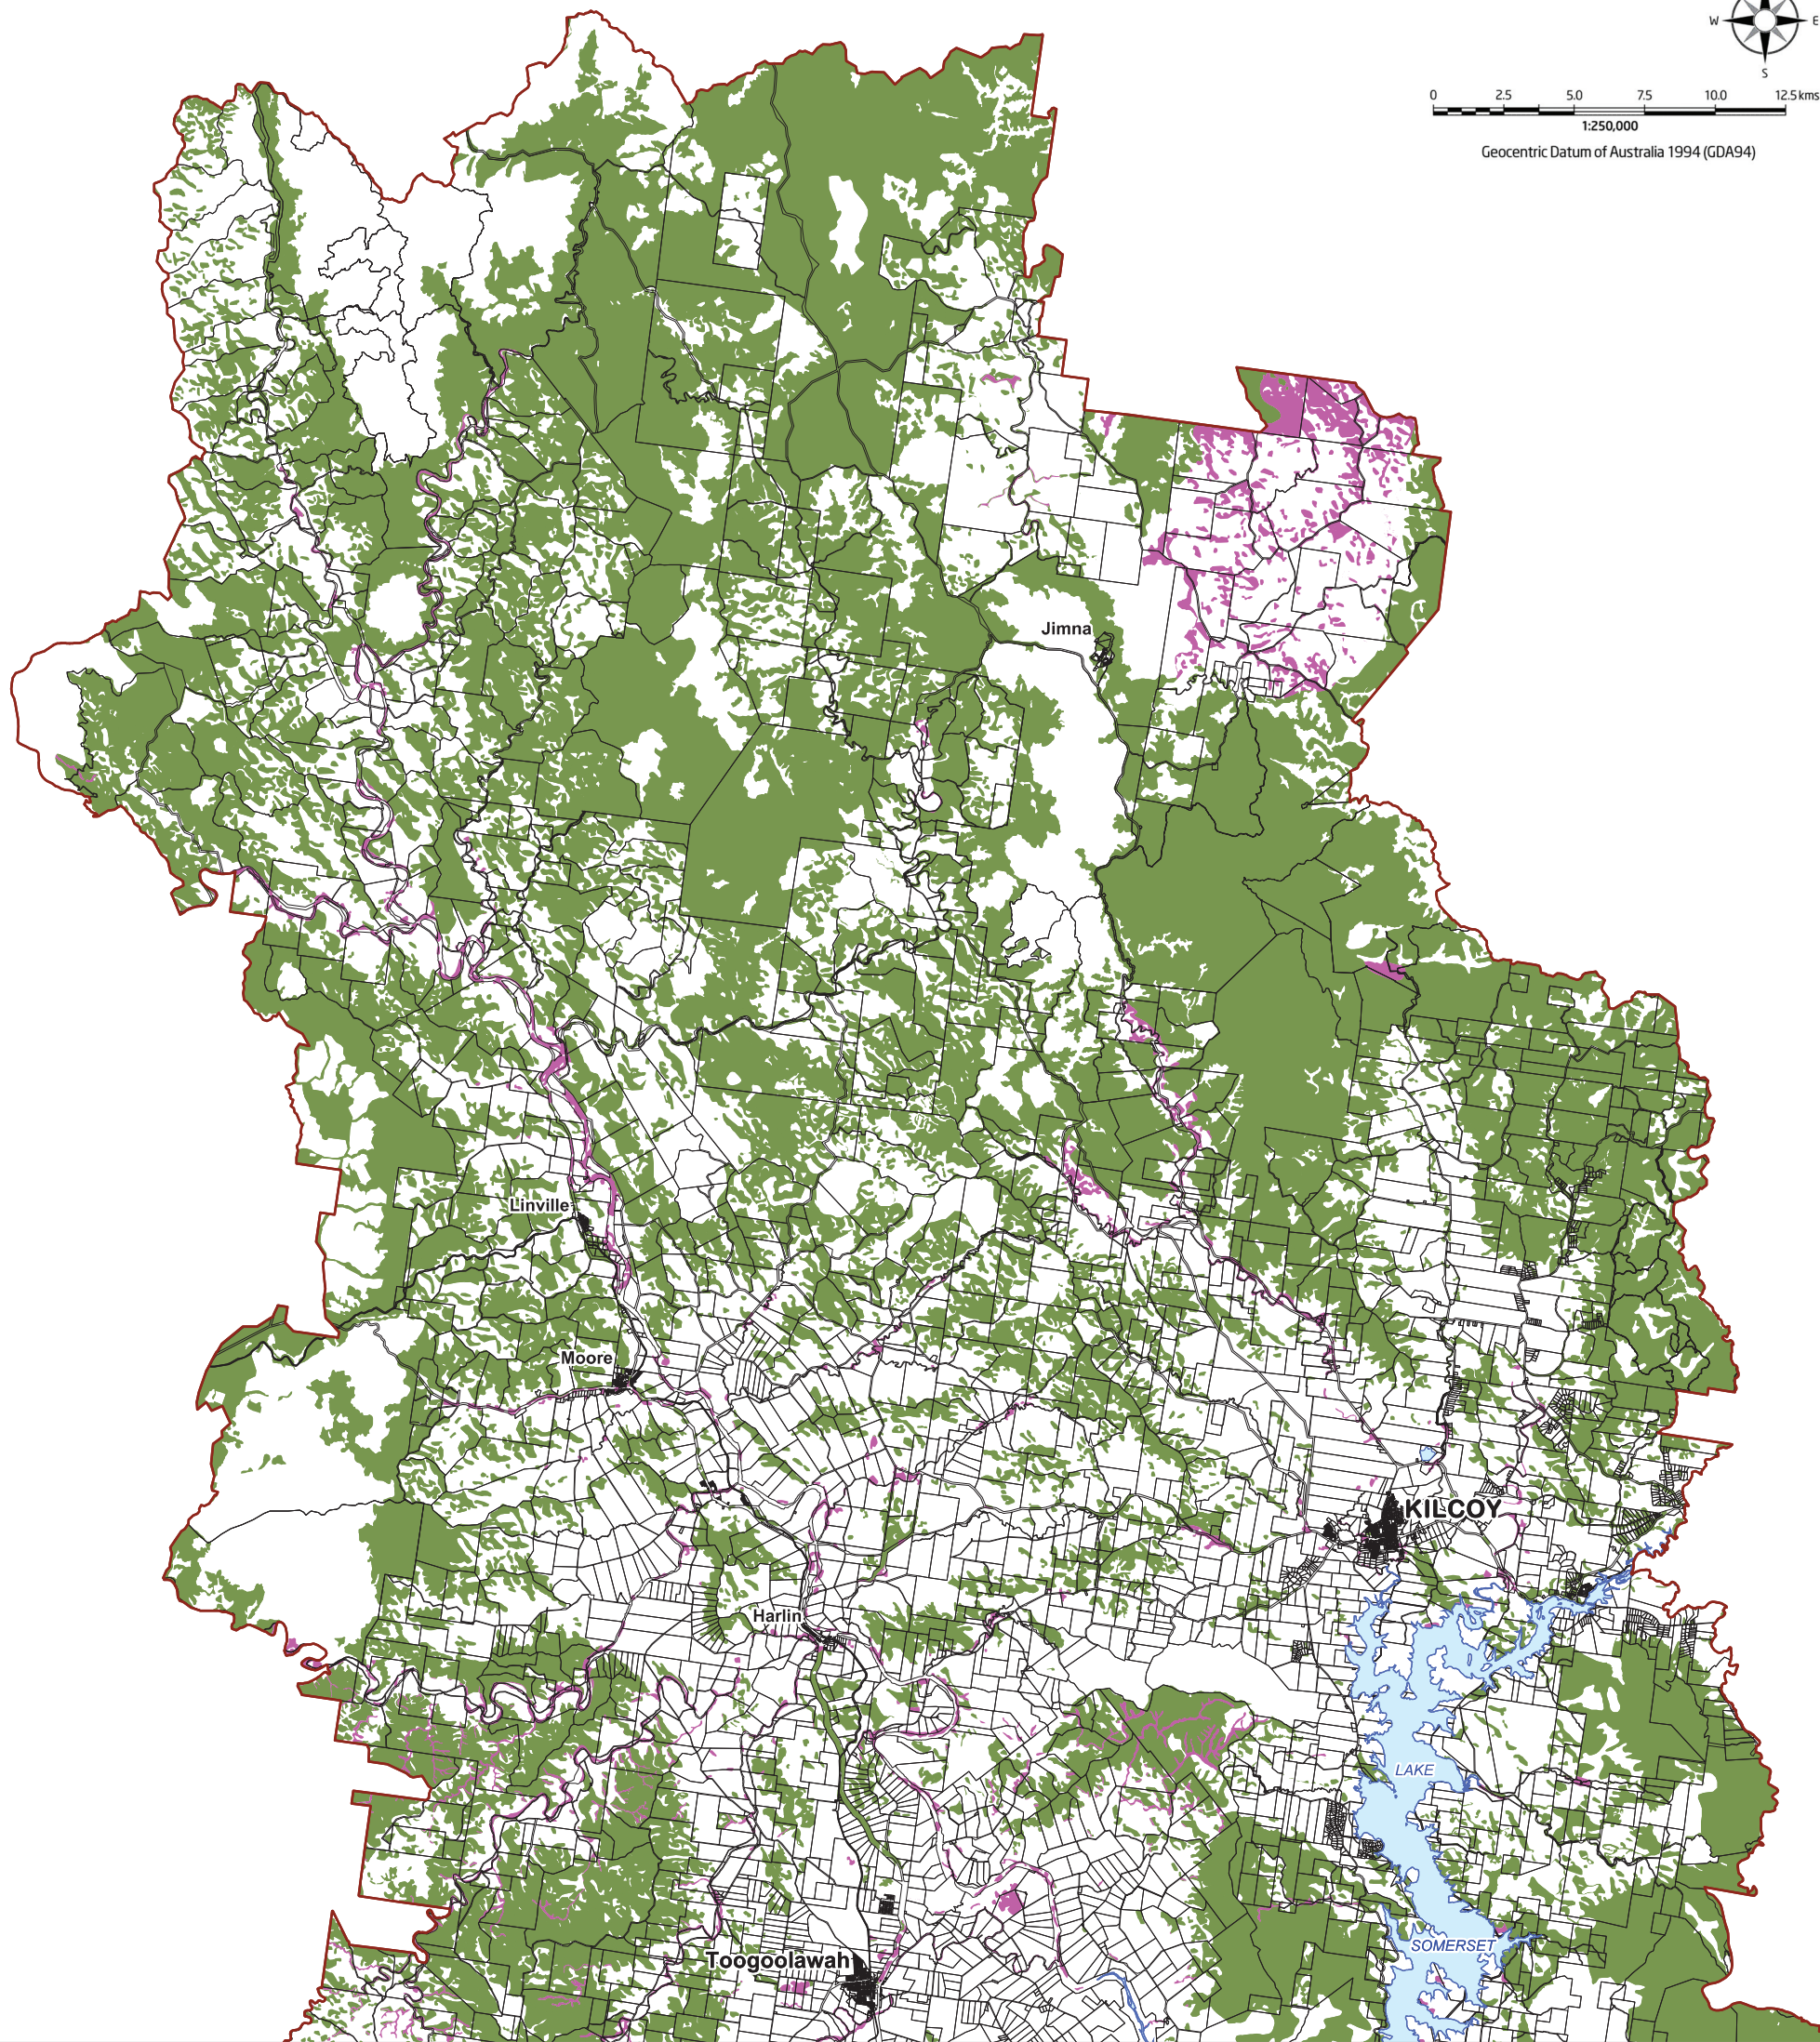 W E
S
0 2.5 5.0 7.5 10.0 12.5 kms
1:250,000
Geocentric Datum of Australia 1994 (GDA94)
Jimna
Linville
Moore
KILCOY
Harlin
LAKE
SOMERSET
Toogoolawah